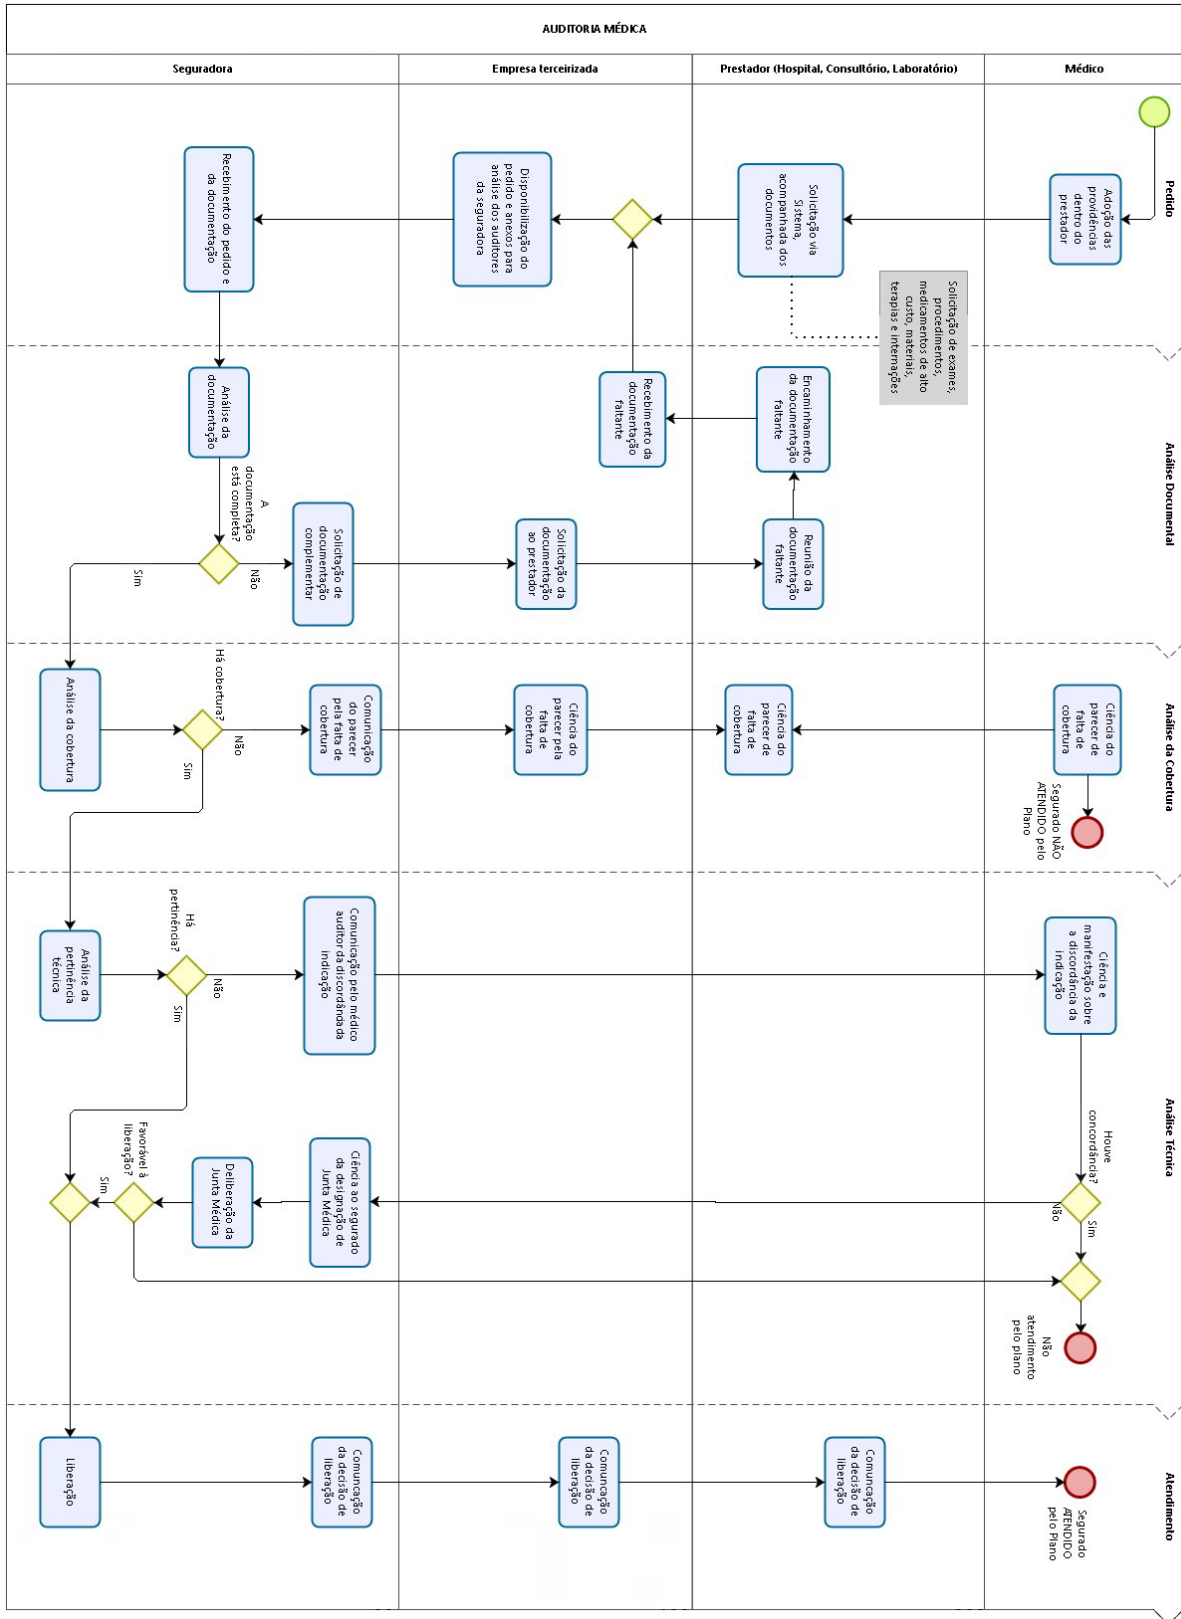 AUDITORIA MÉDICA
Seguradora
Empresa terceirizada
Prestador (Hospital, Consultório, Laboratório)
Médico
Pedido
Adoção das
providências
dentro do
prestador
Solicitação via
Sistema,
acompanhada dos
documentos
Solicitação de exames,
procedimentos,
medicamentos de alto
custo, materiais,
terapias e internações
Disponibilização do
pedido e anexos para
análise dos auditores
da seguradora
Recebimento do pedido e
da documentação
Análise Documental
Análise da
documentação
A
documentação
está completa?
Não
Sim
Solicitação de
documentação
complementar
Solicitação da
documentação
ao prestador
Reunião da
documentação
faltante
Encaminhamento
da documentação
faltante
Recebimento da
documentação
faltante
Análise da Cobertura
Análise da cobertura
Há cobertura?
Não
Sim
Comunicação
do parecer
pela falta de
cobertura
Ciência do
parecer pela
falta de
cobertura
Ciência do
parecer de
falta de
cobertura
Ciência do
parecer de
falta de
cobertura
Segurado NÃO
ATENDIDO pelo
Plano
Análise Técnica
Análise da
pertinência
técnica
Há
pertinência?
Não
Sim
Comunicação pelo médico
auditor da discordância da
indicação
Ciência e
manifestação sobre
a discordância da
indicação
Houve
concordância?
Sim
Não
Ciência ao segurado
da designação de
Junta Médica
Deliberação da
Junta Médica
Favorável à
liberação?
Sim
Não
atendimento
pelo plano
Atendimento
Liberação
Comuncação
da decisão de
liberação
Comuncação
da decisão de
liberação
Comuncação
da decisão de
liberação
Segurado
ATENDIDO
pelo Plano